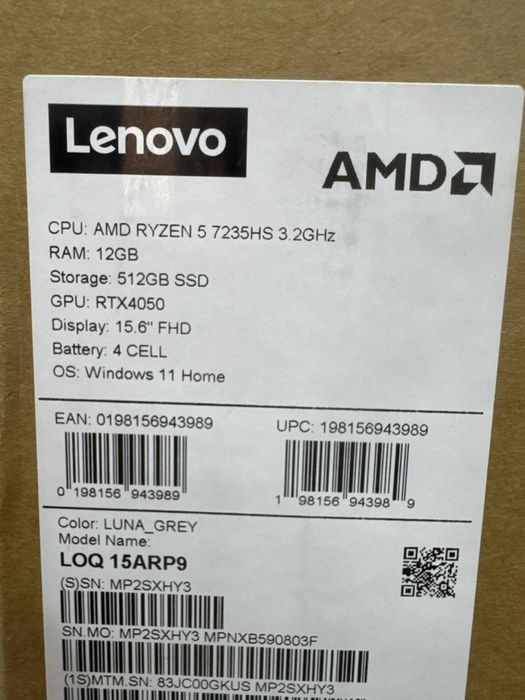 Lenovo
AMD
CPU: AMD RYZEN 5 7235HS 3.2GHz
RAM: 12GB
Storage: 512GB SSD
GPU: RTX4050
Display: 15.6" FHD
Battery: 4 CELL
OS: Windows 11 Home
EAN: 0198156943989
UPC: 198156943989
0 198156 943989
1 98156 94398 9
Color: LUNA_GREY
Model Name:
LOQ 15ARP9
(S)SN: MP2SXHY3
SN.MO: MP2SXHY3 MPNXB590803F
(1S)MTM.SN: 83JC00GKUS MP2SXHY3